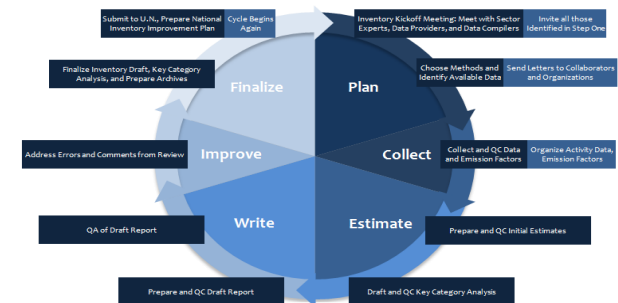 Submit to U.N., Prepare National
Inventory Improvement Plan
Cycle Begins
Again
Inventory Kickoff Meeting: Meet with Sector
Experts, Data Providers, and Data Compilers
Invite all those
Identified in Step One
Finalize Inventory Draft, Key Category
Analysis, and Prepare Archives
Finalize
Plan
Choose Methods and
Identify Available Data
Send Letters to Collaborators
and Organizations
Address Errors and Comments from Review
Improve
Collect
Collect and QC Data
and Emission Factors
Organize Activity Data,
Emission Factors
QA of Draft Report
Write
Estimate
Prepare and QC Initial Estimates
Prepare and QC Draft Report
Draft and QC Key Category Analysis